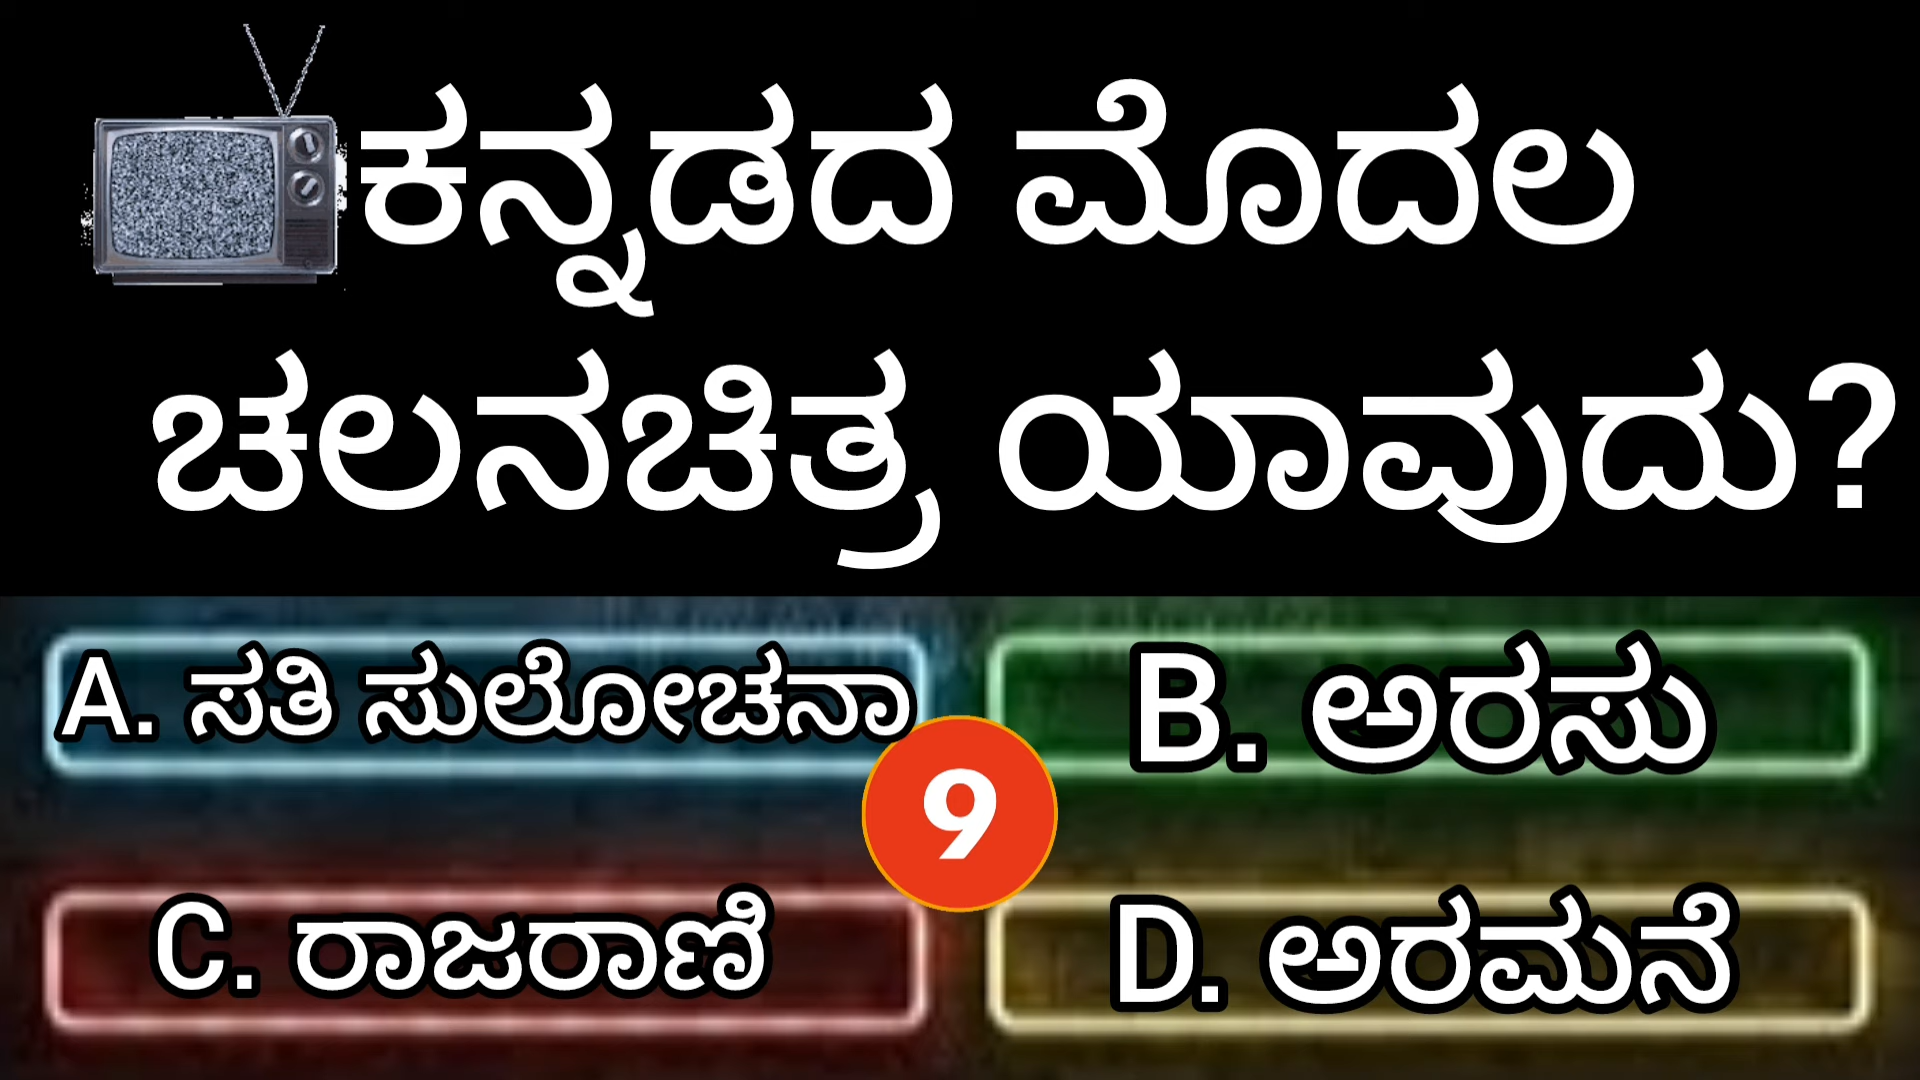 ಕನ್ನಡದ ಮೊದಲ
ಚಲನಚಿತ್ರ ಯಾವುದು?
A. ಸತಿ ಸುಲೋಚನಾ
B. ಅರಸು
9
C. ರಾಜರಾಣಿ
D. ಅರಮನೆ